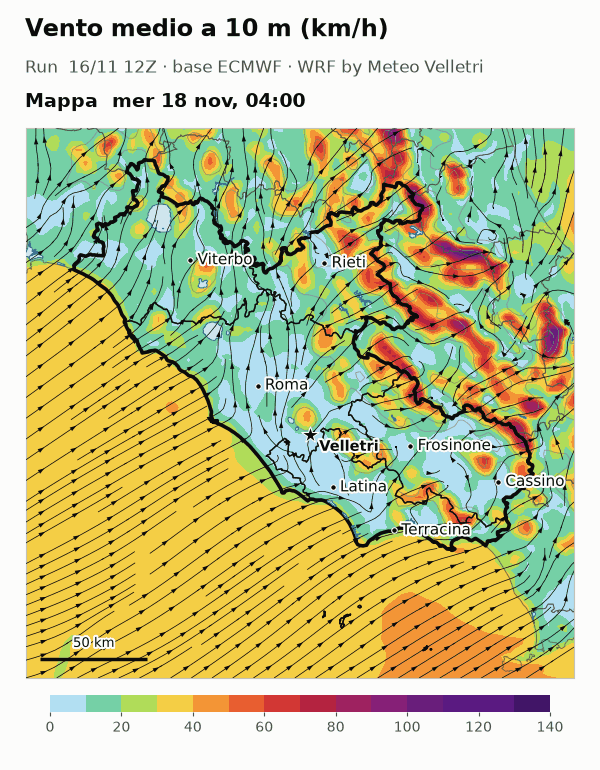 Vento medio a 10 m (km/h)
Run 16/11 12Z · base ECMWF · WRF by Meteo Velletri
Mappa mer 18 nov, 04:00
Viterbo
Rieti
Roma
Velletri
Frosinone
Latina
Cassino
Terracina
50 km
0 20 40 60 80 100 120 140